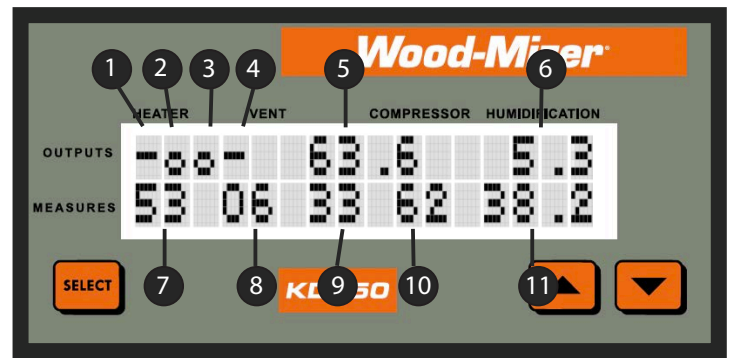 Wood-Mizer
1 2 3 4 5 6
HEATER VENT COMPRESSOR HUMIDIFICATION
OUTPUTS -oo- 63.6 5.3
MEASURES 53 06 33 62 38.2
SELECT
7 8 9 10 11